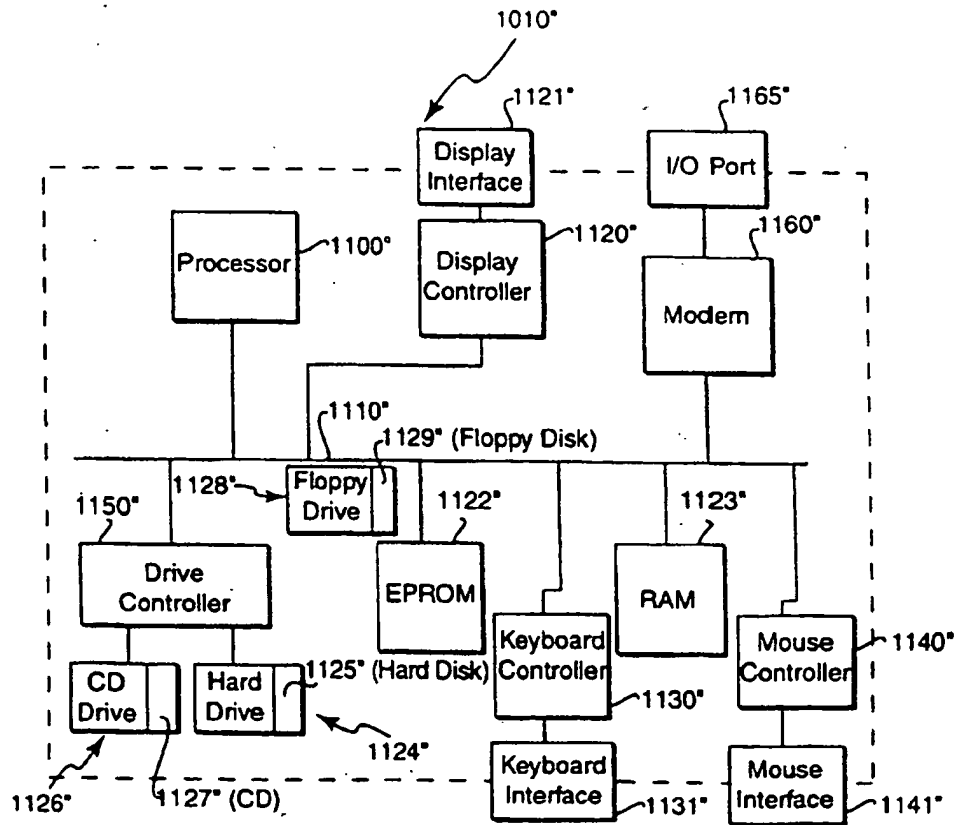 1010"
1121"
1165"
Display
Interface
I/O Port
1100"
1120"
1160"
Processor
Display
Controller
Modem
1110"
1129" (Floppy Disk)
1128"
Floppy
Drive
1150"
1122"
1123"
Drive
Controller
EPROM
RAM
Keyboard
Controller
Mouse
Controller
1140"
CD
Drive
Hard
Drive
1125" (Hard Disk)
1130"
1124"
1126"
1127" (CD)
Keyboard
Interface
1131"
Mouse
Interface
1141"